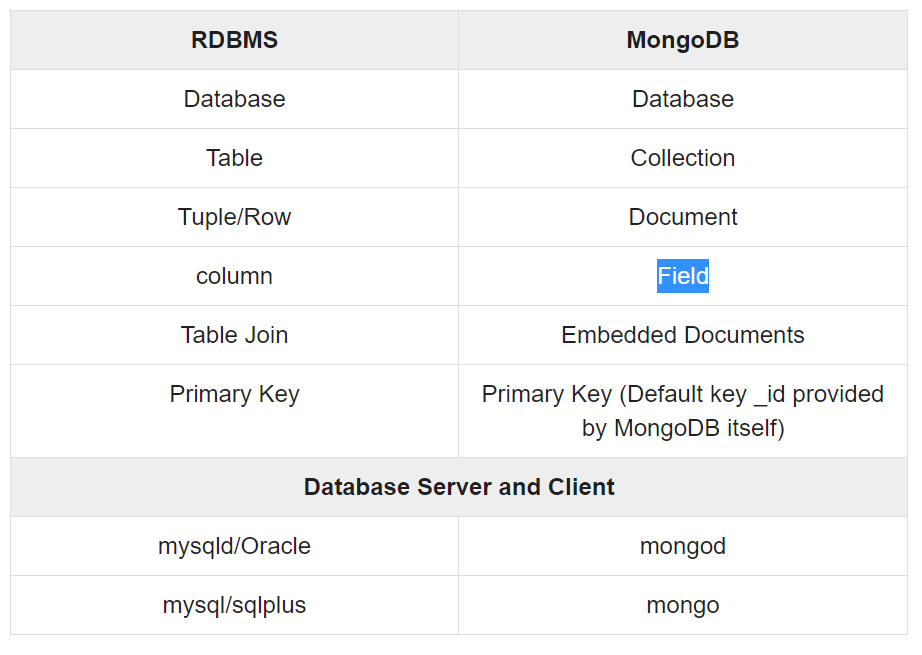 RDBMS MongoDB
Database Database
Table Collection
Tuple/Row Document
column Field
Table Join Embedded Documents
Primary Key Primary Key (Default key _id provided
by MongoDB itself)
Database Server and Client
mysqld/Oracle mongod
mysql/sqlplus mongo